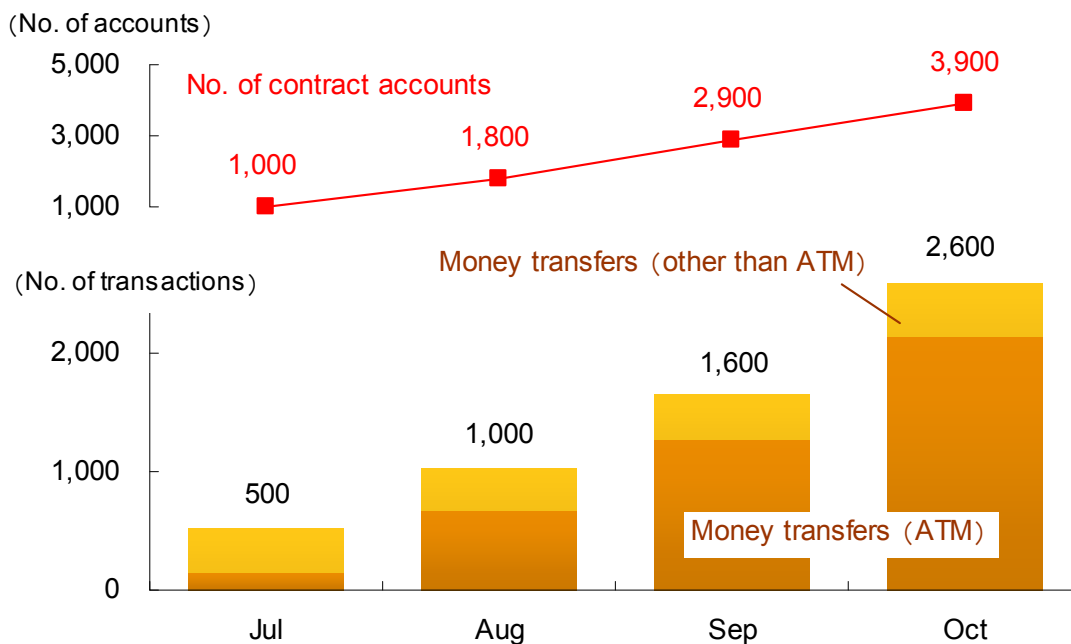 (No. of accounts)
5,000
No. of contract accounts
3,900
2,900
3,000
1,800
1,000
1,000
Money transfers (other than ATM)
2,600
(No. of transactions)
2,000
1,600
1,000
1,000
500
Money transfers (ATM)
0
Jul
Aug
Sep
Oct